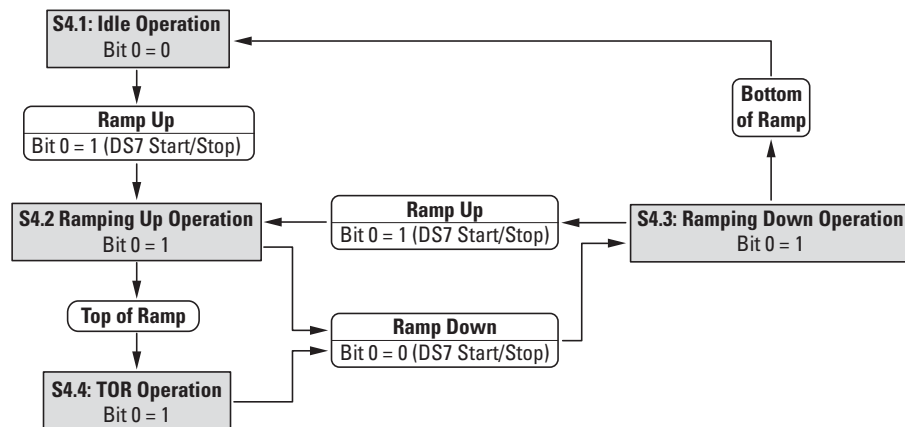 S4.1: Idle Operation
Bit 0 = 0
Ramp Up
Bit 0 = 1 (DS7 Start/Stop)
Bottom
of Ramp
S4.2 Ramping Up Operation
Bit 0 = 1
Ramp Up
Bit 0 = 1 (DS7 Start/Stop)
S4.3: Ramping Down Operation
Bit 0 = 1
Top of Ramp
Ramp Down
Bit 0 = 0 (DS7 Start/Stop)
S4.4: TOR Operation
Bit 0 = 1